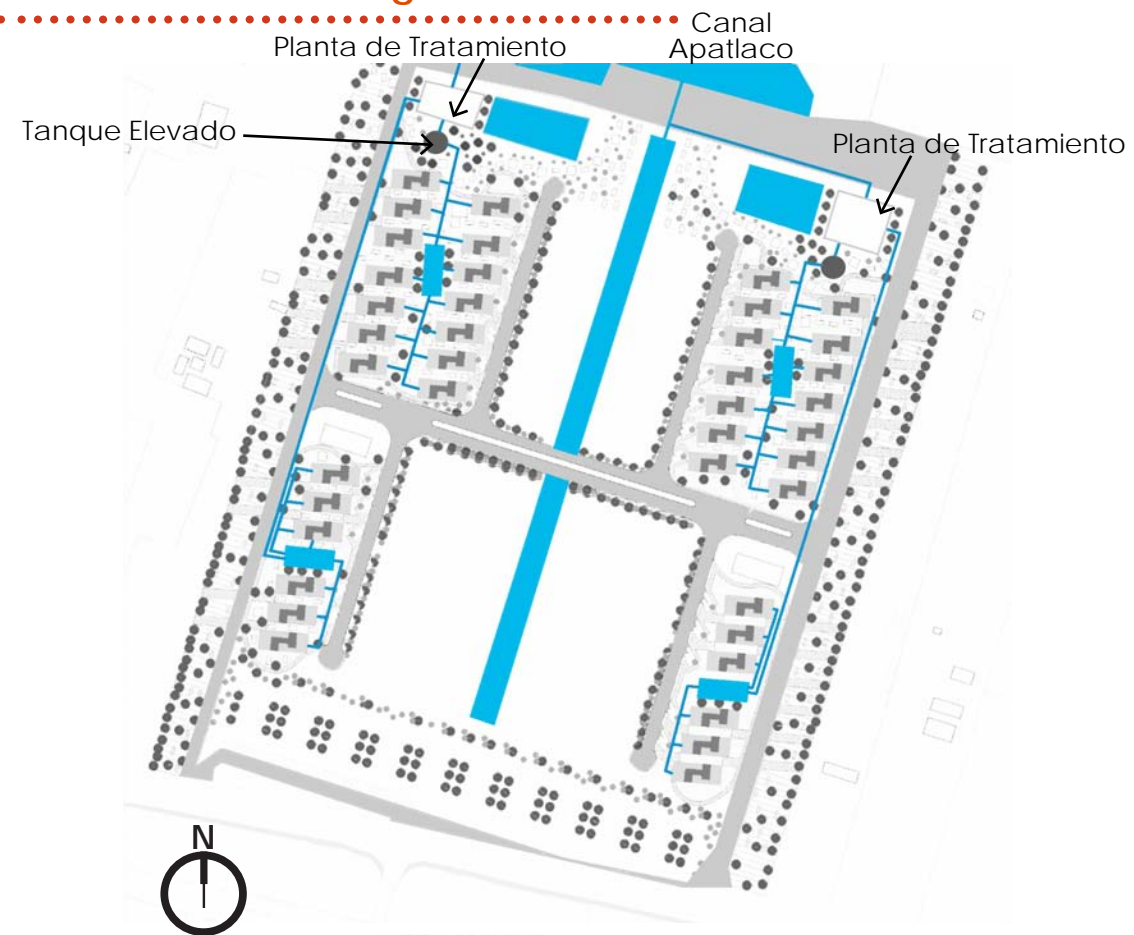 Canal
Apatlaco
Planta de Tratamiento
Tanque Elevado
Planta de Tratamiento
N